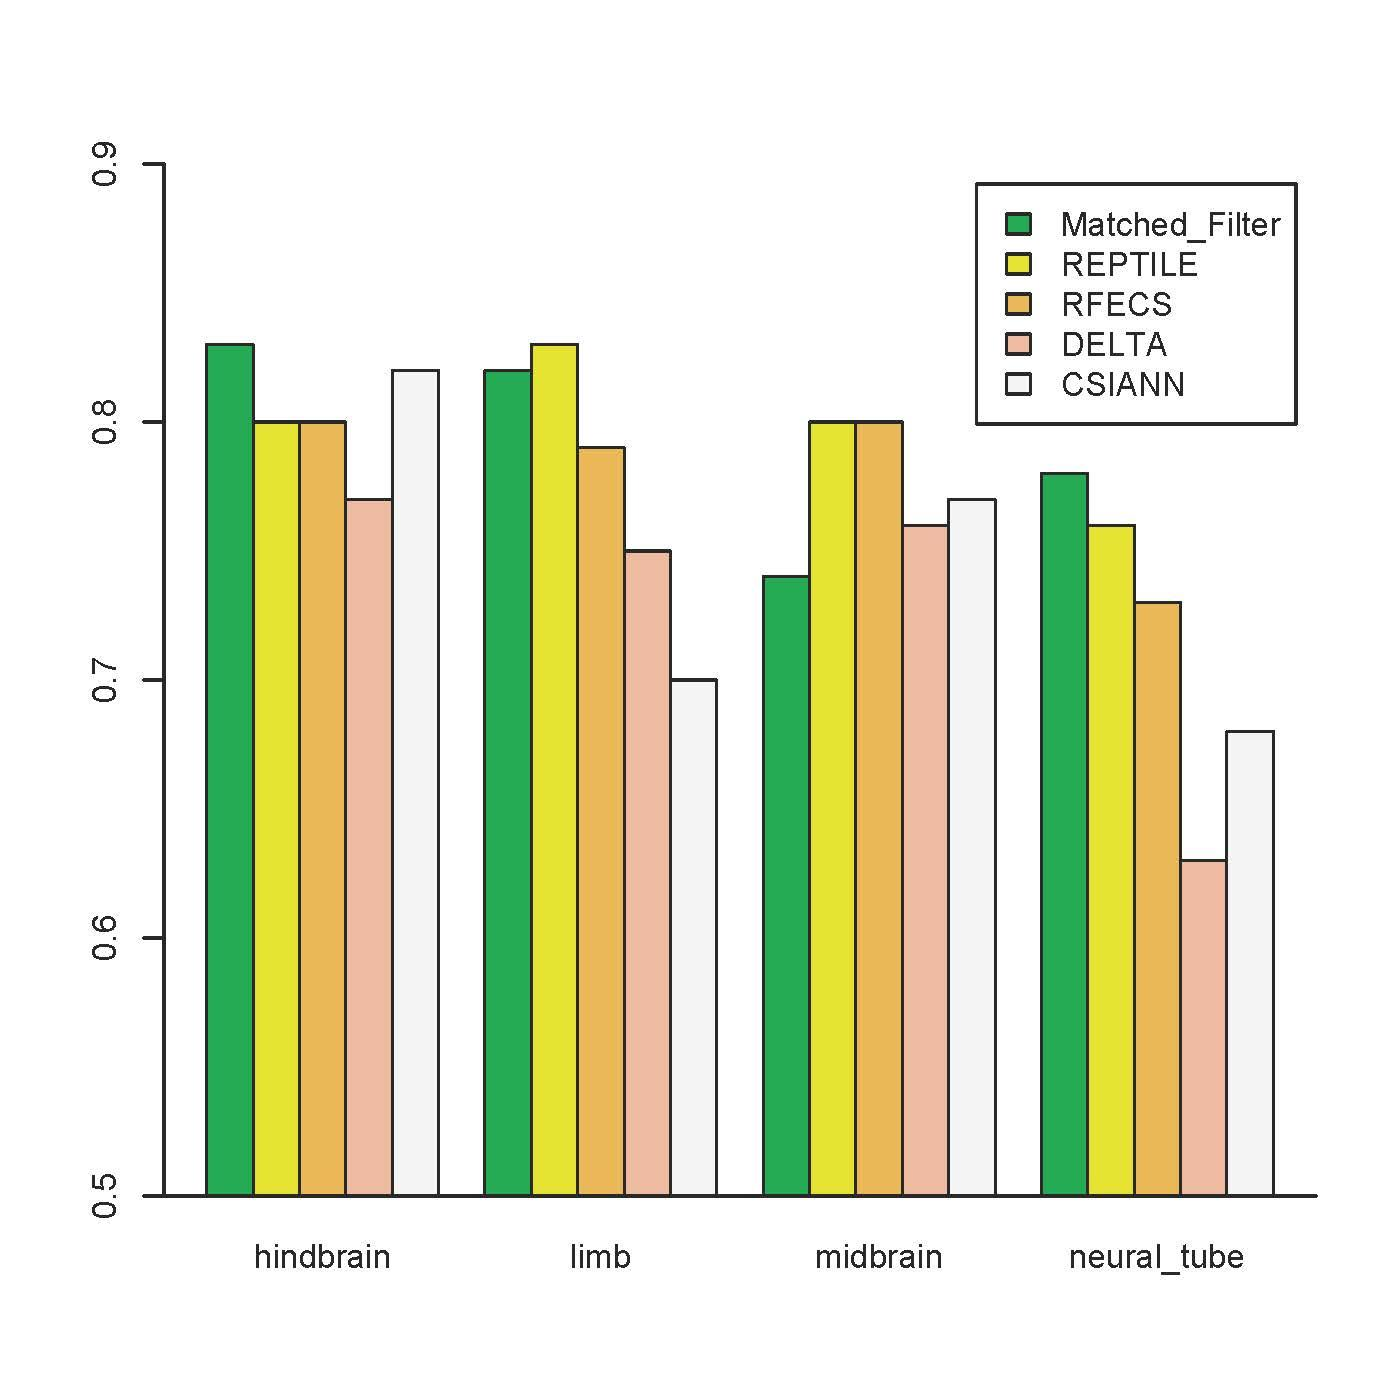 0.9
0.8
0.7
0.6
0.5
Matched_Filter
REPTILE
RFECS
DELTA
CSIANN
hindbrain limb midbrain neural_tube